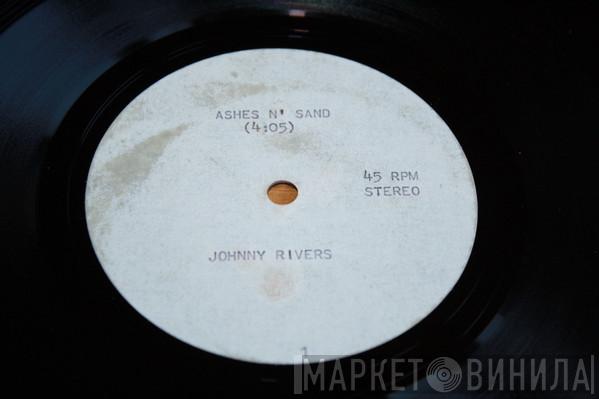 ASHES N' SAND
(4:05)
45 RPM
STEREO
JOHNNY RIVERS
1
МАРКЕТ ВИНИЛА